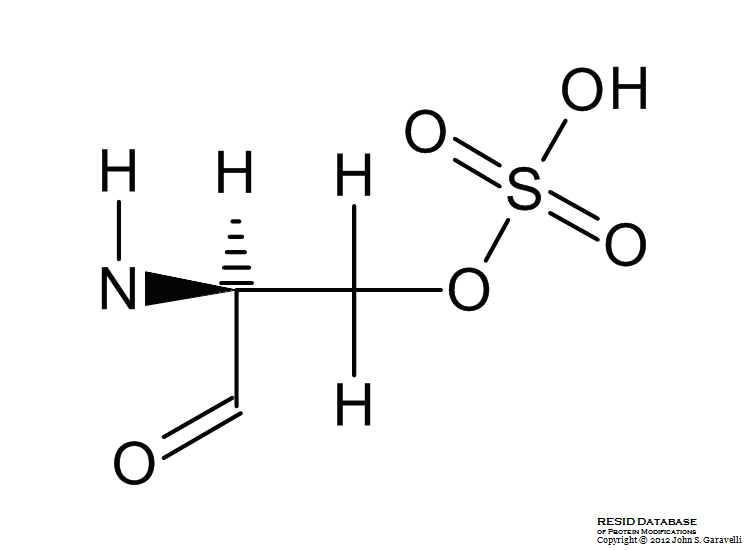 OH
O
S
H H H
O
N
O
H
O
RESID DATABASE
OF PROTEIN MODIFICATIONS
Copyright © 2012 John S. Garavelli